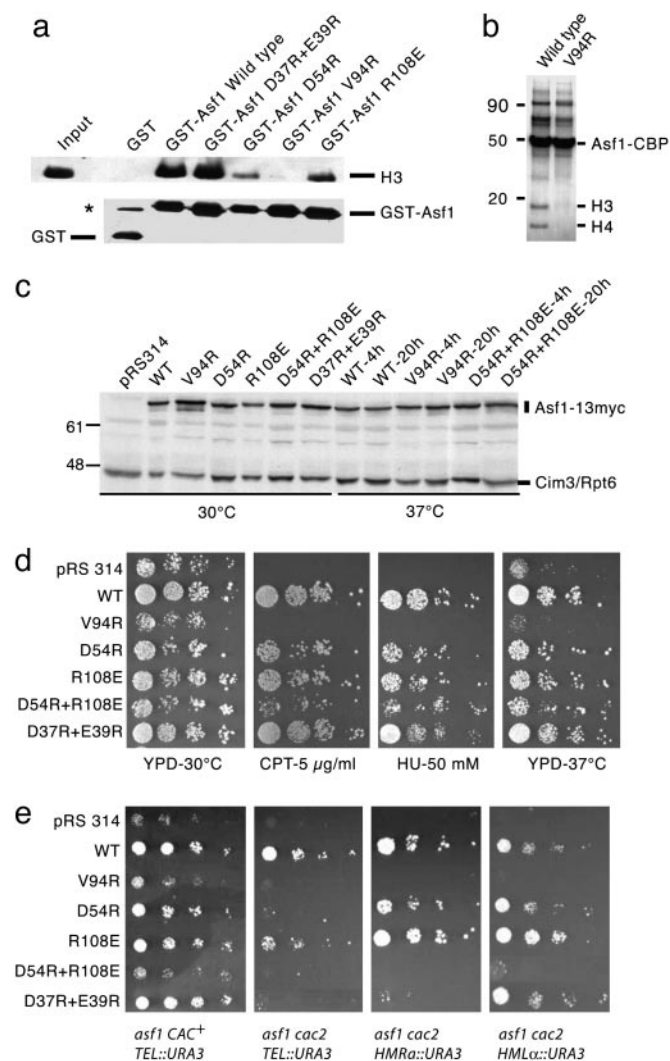 a
Input
GST
GST-Asf1 Wild type
GST-Asf1 D37R+E39R
GST-Asf1 D54R
GST-Asf1 V94R
GST-Asf1 R108E
H3
*
GST-Asf1
GST
b
Wild type
V94R
90
50
Asf1-CBP
20
H3
H4
c
pRS314
WT
V94R
D54R
R108E
D54R+R108E
D37R+E39R
WT-4h
WT-20h
V94R-4h
V94R-20h
D54R+R108E-4h
D54R+R108E-20h
Asf1-13myc
61
48
Cim3/Rpt6
30°C
37°C
d
pRS 314
WT
V94R
D54R
R108E
D54R+R108E
D37R+E39R
YPD-30°C
CPT-5 µg/ml
HU-50 mM
YPD-37°C
e
pRS 314
WT
V94R
D54R
R108E
D54R+R108E
D37R+E39R
asf1 CAC+
TEL::URA3
asf1 cac2
TEL::URA3
asf1 cac2
HMRa::URA3
asf1 cac2
HMLα::URA3